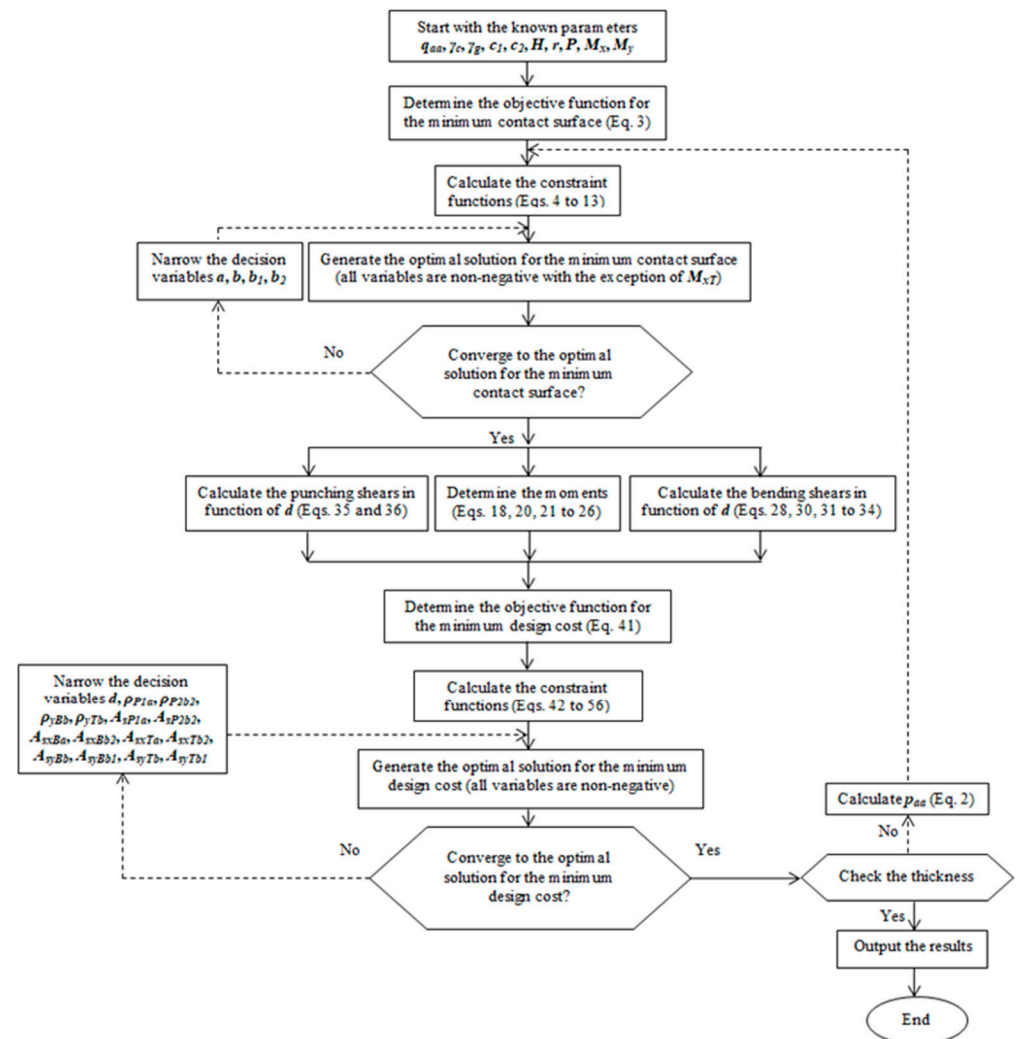 Start with the known parameters
qaa, γc, γg, c1, c2, H, r, P, Mx, My
Determine the objective function for
the minimum contact surface (Eq. 3)
Calculate the constraint
functions (Eqs. 4 to 13)
Narrow the decision
variables a, b, b1, b2
Generate the optimal solution for the minimum contact surface
(all variables are non-negative with the exception of MxT)
No
Converge to the optimal
solution for the minimum
contact surface?
Yes
Calculate the punching shears in
function of d (Eqs. 35 and 36)
Determine the moments
(Eqs. 18, 20, 21 to 26)
Calculate the bending shears in
function of d (Eqs. 28, 30, 31 to 34)
Determine the objective function for
the minimum design cost (Eq. 41)
Narrow the decision
variables d, ρP1a, ρP2b2,
ρyBb, ρyTb, AsP1a, AsP2b2,
AsxBa, AsxBb2, AsxTa, AsxTb2,
AsyBb, AsyBb1, AsyTb, AsyTb1
Calculate the constraint
functions (Eqs. 42 to 56)
Generate the optimal solution for the minimum
design cost (all variables are non-negative)
Calculate paa (Eq. 2)
No
No
Converge to the optimal
solution for the minimum
design cost?
Yes
Check the thickness
Yes
Output the results
End